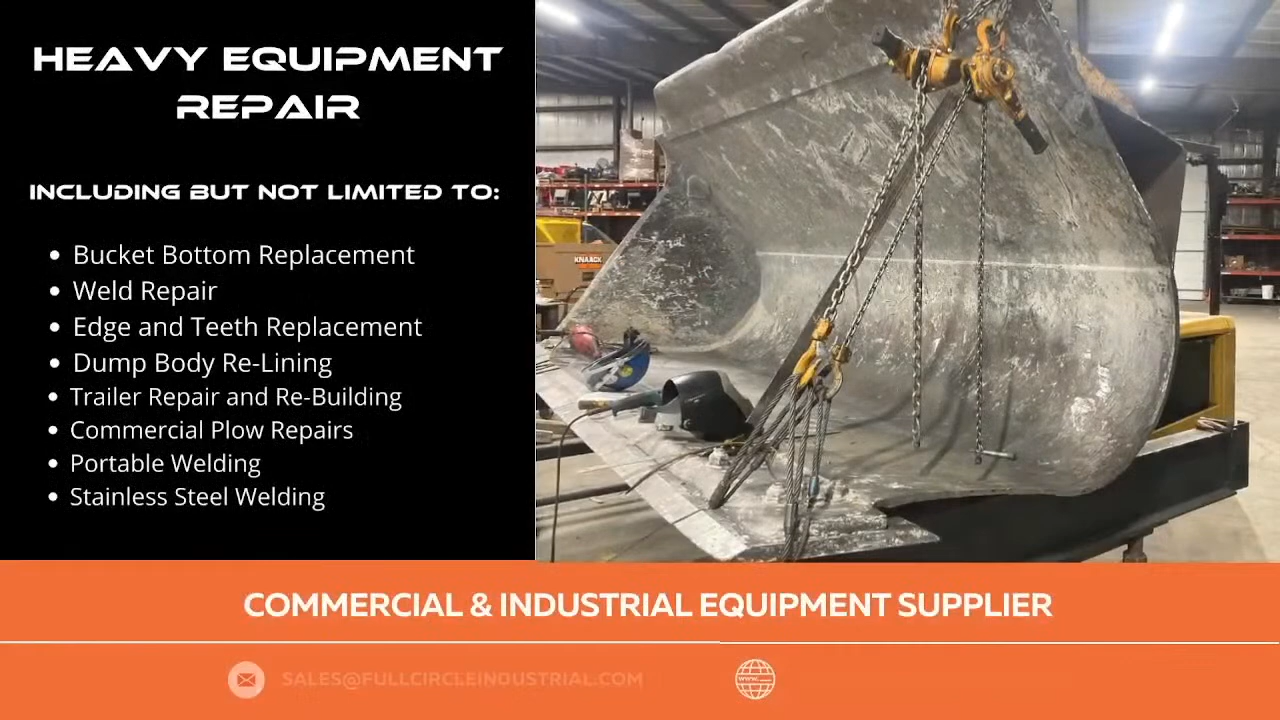 HEAVY EQUIPMENT
REPAIR
INCLUDING BUT NOT LIMITED TO:
• Bucket Bottom Replacement
• Weld Repair
• Edge and Teeth Replacement
• Dump Body Re-Lining
• Trailer Repair and Re-Building
• Commercial Plow Repairs
• Portable Welding
• Stainless Steel Welding
KNAACK
COMMERCIAL & INDUSTRIAL EQUIPMENT SUPPLIER
SALES@FULLCIRCLEINDUSTRIAL.COM
www.